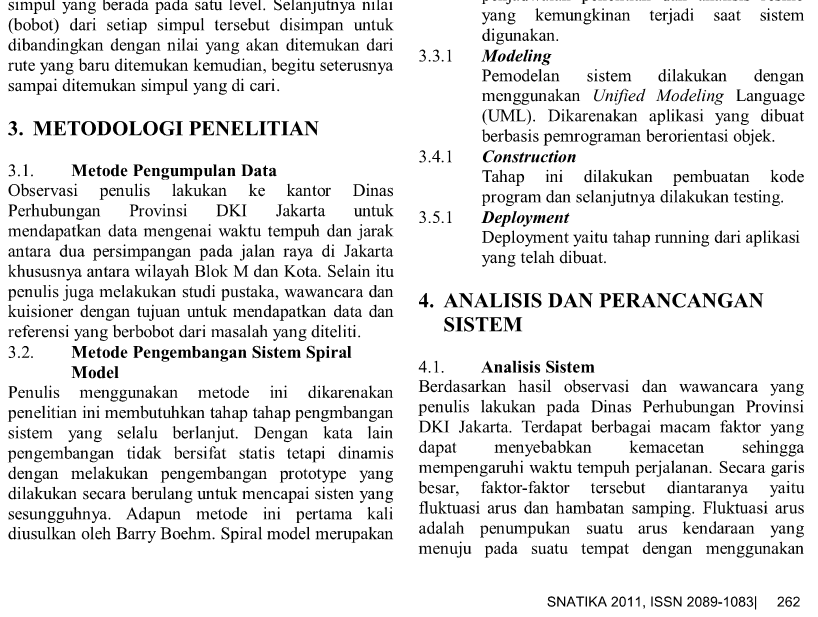 simpul yang berada pada satu level. Selanjutnya nilai
(bobot) dari setiap simpul tersebut disimpan untuk
dibandingkan dengan nilai yang akan ditemukan dari
rute yang baru ditemukan kemudian, begitu seterusnya
sampai ditemukan simpul yang di cari.
3. METODOLOGI PENELITIAN
3.1. Metode Pengumpulan Data
Observasi penulis lakukan ke kantor Dinas
Perhubungan Provinsi DKI Jakarta untuk
mendapatkan data mengenai waktu tempuh dan jarak
antara dua persimpangan pada jalan raya di Jakarta
khususnya antara wilayah Blok M dan Kota. Selain itu
penulis juga melakukan studi pustaka, wawancara dan
kuisioner dengan tujuan untuk mendapatkan data dan
referensi yang berbobot dari masalah yang diteliti.
3.2. Metode Pengembangan Sistem Spiral
Model
Penulis menggunakan metode ini dikarenakan
penelitian ini membutuhkan tahap tahap pengmbangan
sistem yang selalu berlanjut. Dengan kata lain
pengembangan tidak bersifat statis tetapi dinamis
dengan melakukan pengembangan prototype yang
dilakukan secara berulang untuk mencapai sisten yang
sesungguhnya. Adapun metode ini pertama kali
diusulkan oleh Barry Boehm. Spiral model merupakan
yang kemungkinan terjadi saat sistem
digunakan.
3.3.1 Modeling
Pemodelan sistem dilakukan dengan
menggunakan Unified Modeling Language
(UML). Dikarenakan aplikasi yang dibuat
berbasis pemrograman berorientasi objek.
3.4.1 Construction
Tahap ini dilakukan pembuatan kode
program dan selanjutnya dilakukan testing.
3.5.1 Deployment
Deployment yaitu tahap running dari aplikasi
yang telah dibuat.
4. ANALISIS DAN PERANCANGAN
SISTEM
4.1. Analisis Sistem
Berdasarkan hasil observasi dan wawancara yang
penulis lakukan pada Dinas Perhubungan Provinsi
DKI Jakarta. Terdapat berbagai macam faktor yang
dapat menyebabkan kemacetan sehingga
mempengaruhi waktu tempuh perjalanan. Secara garis
besar, faktor-faktor tersebut diantaranya yaitu
fluktuasi arus dan hambatan samping. Fluktuasi arus
adalah penumpukan suatu arus kendaraan yang
menuju pada suatu tempat dengan menggunakan
SNATIKA 2011, ISSN 2089-1083| 262